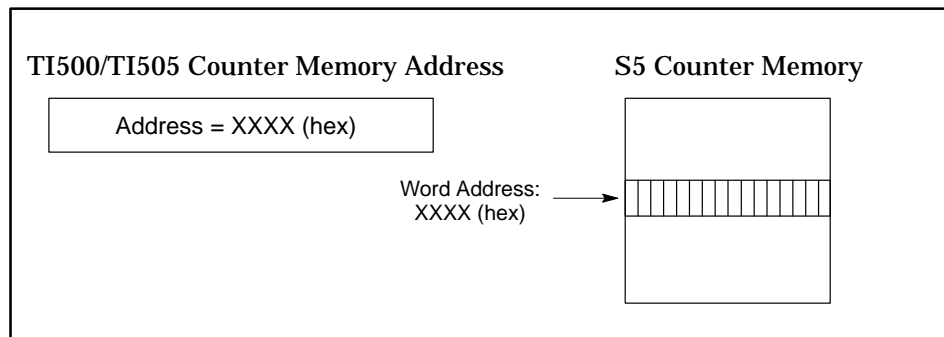 TI500/TI505 Counter Memory Address
S5 Counter Memory
Address = XXXX (hex)
Word Address:
XXXX (hex)